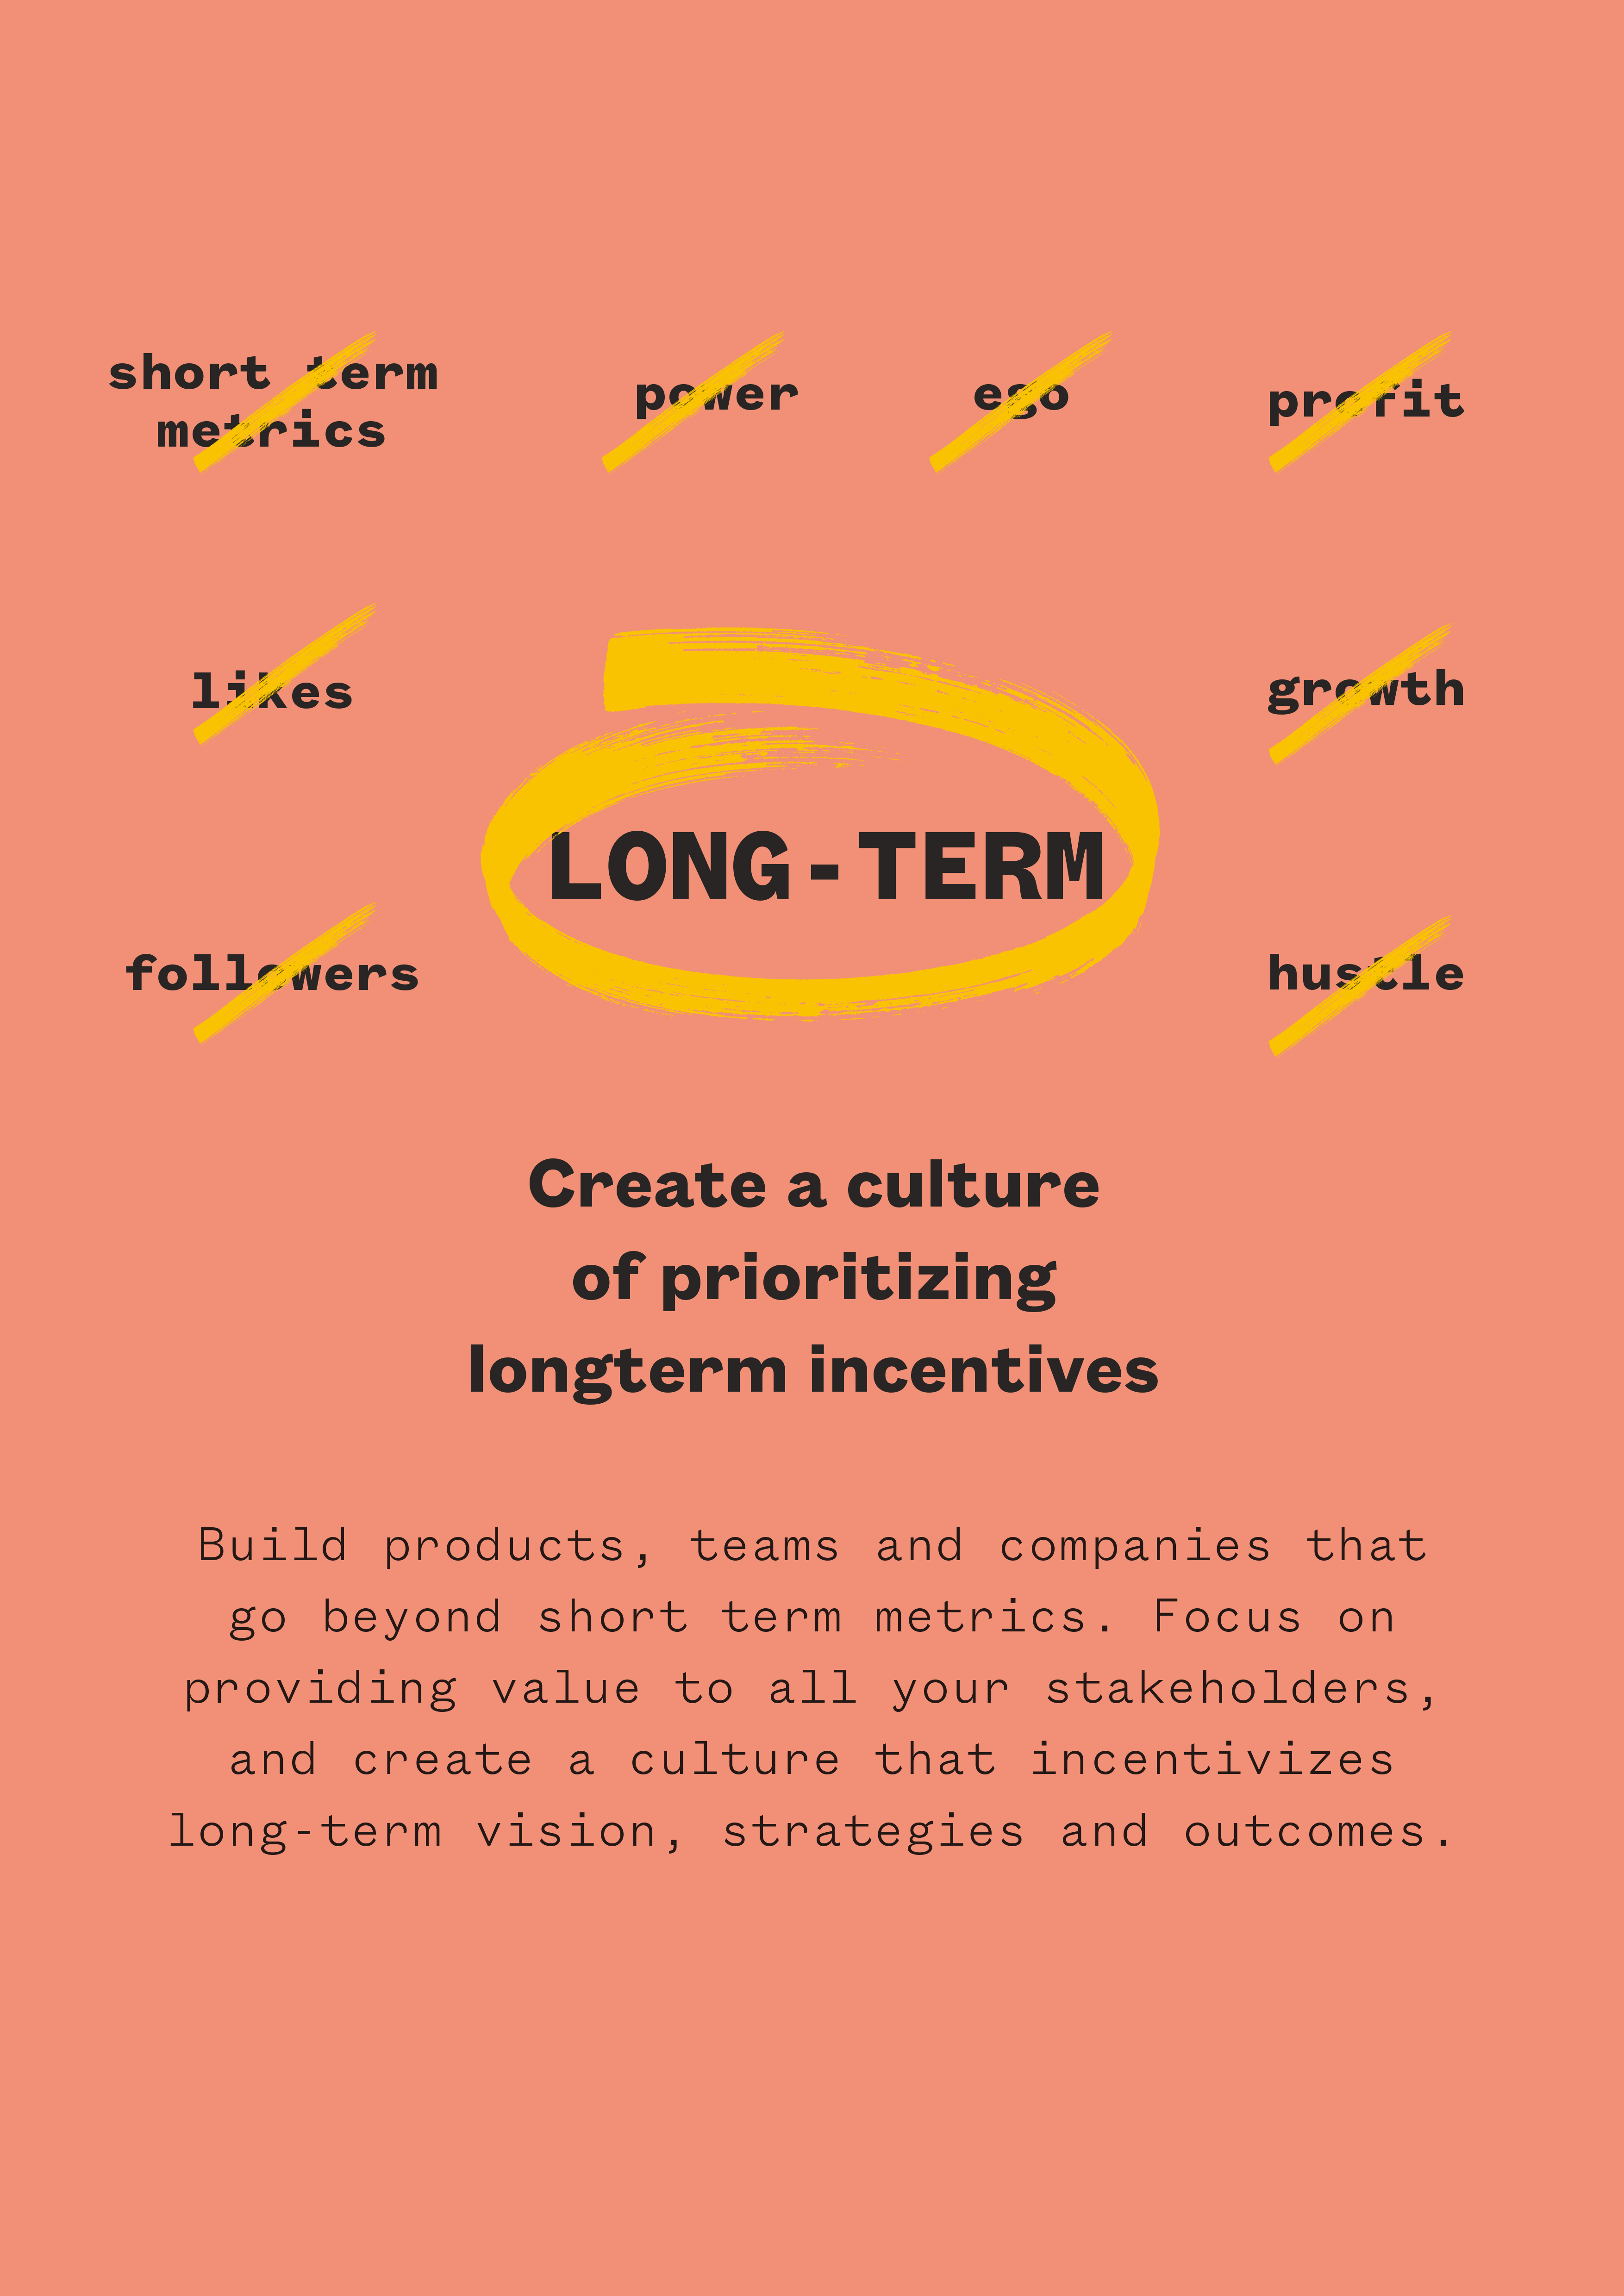 short term
metrics
power
ego
profit
likes
growth
LONG-TERM
followers
hustle
Create a culture
of prioritizing
longterm incentives
Build products, teams and companies that
go beyond short term metrics. Focus on
providing value to all your stakeholders,
and create a culture that incentivizes
long-term vision, strategies and outcomes.